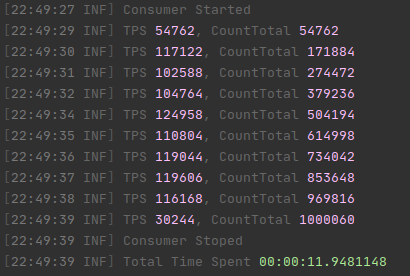 [22:49:27 INF] Consumer Started
[22:49:29 INF] TPS 54762, CountTotal 54762
[22:49:30 INF] TPS 117122, CountTotal 171884
[22:49:31 INF] TPS 102588, CountTotal 274472
[22:49:32 INF] TPS 104764, CountTotal 379236
[22:49:34 INF] TPS 124958, CountTotal 504194
[22:49:35 INF] TPS 110804, CountTotal 614998
[22:49:36 INF] TPS 119044, CountTotal 734042
[22:49:37 INF] TPS 119606, CountTotal 853648
[22:49:38 INF] TPS 116168, CountTotal 969816
[22:49:39 INF] TPS 30244, CountTotal 1000060
[22:49:39 INF] Consumer Stoped
[22:49:39 INF] Total Time Spent 00:00:11.9481148